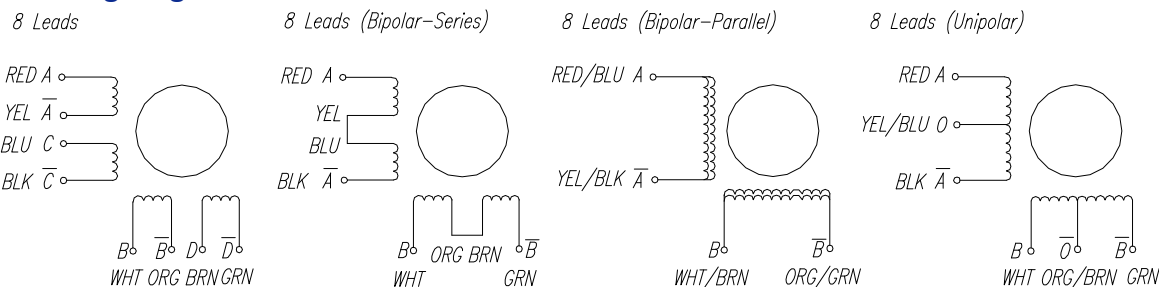 8 Leads
RED A
YEL A̅
BLU C
BLK C̅
B B̅ D D̅
WHT ORG BRN GRN
8 Leads (Bipolar-Series)
RED A
YEL
BLU
BLK A̅
B ORG BRN B̅
WHT GRN
8 Leads (Bipolar-Parallel)
RED/BLU A
YEL/BLK A̅
B B̅
WHT/BRN ORG/GRN
8 Leads (Unipolar)
RED A
YEL/BLU O
BLK A̅
B O̅ B̅
WHT ORG/BRN GRN